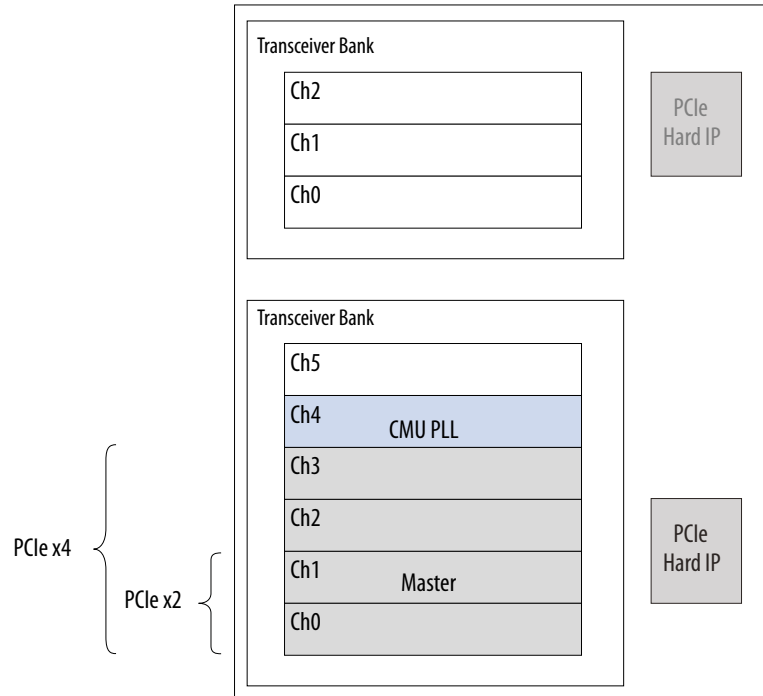 Transceiver Bank
Ch2
Ch1
Ch0
PCIe
Hard IP
Transceiver Bank
Ch5
Ch4
CMU PLL
Ch3
Ch2
Ch1
Master
Ch0
PCIe
Hard IP
PCIe x4
PCIe x2